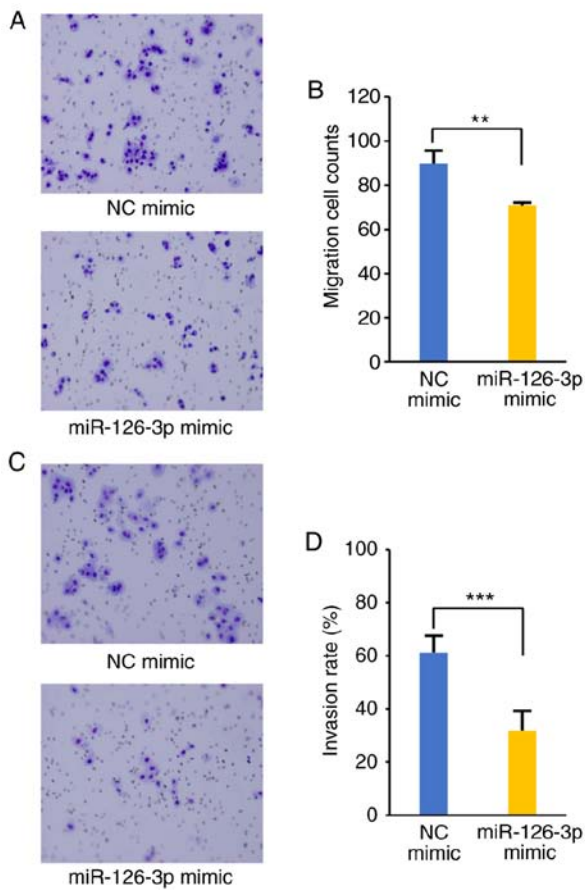 A
NC mimic
miR-126-3p mimic
B
Migration cell counts
120
100
80
60
40
20
0
**
NC
mimic
miR-126-3p
mimic
C
NC mimic
miR-126-3p mimic
D
Invasion rate (%)
100
80
60
40
20
0
***
NC
mimic
miR-126-3p
mimic